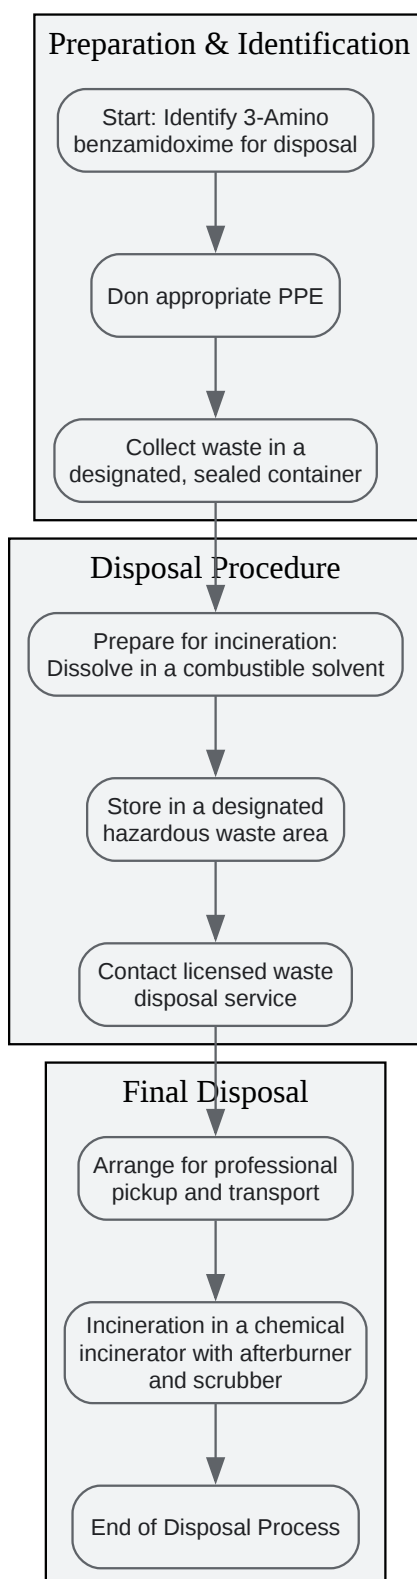 Preparation & Identification
Start: Identify 3-Amino
benzamidoxime for disposal
Don appropriate PPE
Collect waste in a
designated, sealed container
Disposal Procedure
Prepare for incineration:
Dissolve in a combustible solvent
Store in a designated
hazardous waste area
Contact licensed waste
disposal service
Final Disposal
Arrange for professional
pickup and transport
Incineration in a chemical
incinerator with afterburner
and scrubber
End of Disposal Process